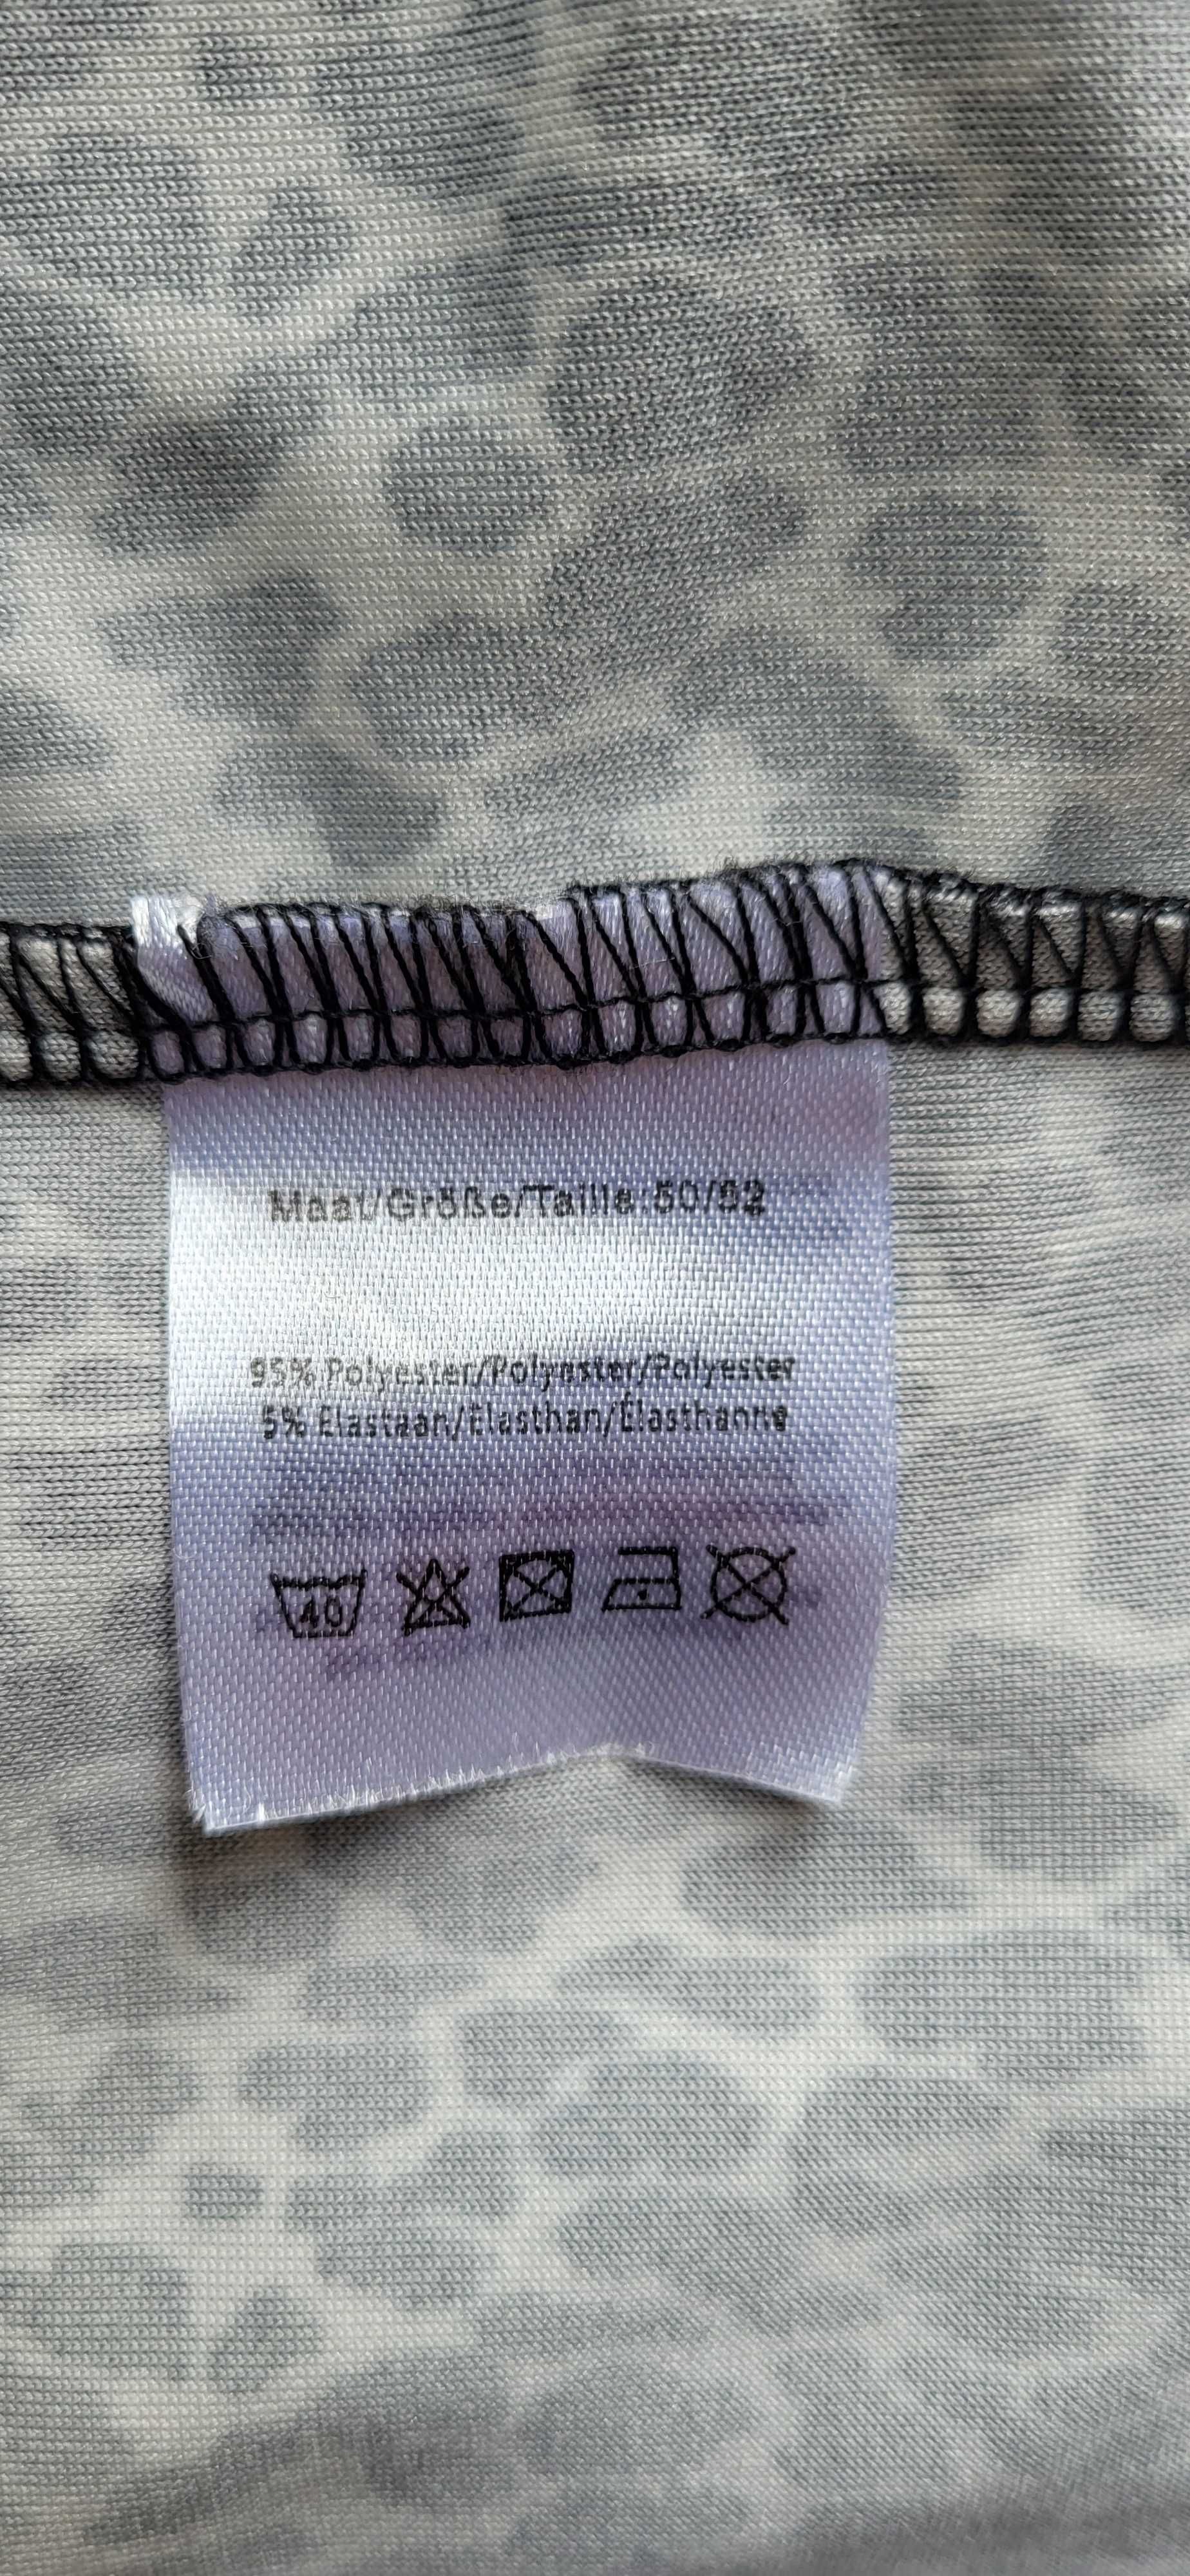 Maat/Größe/Taille:50/52
95% Polyester/Polyester/Polyester
5% Elastaan/Elasthan/Élasthanne
40